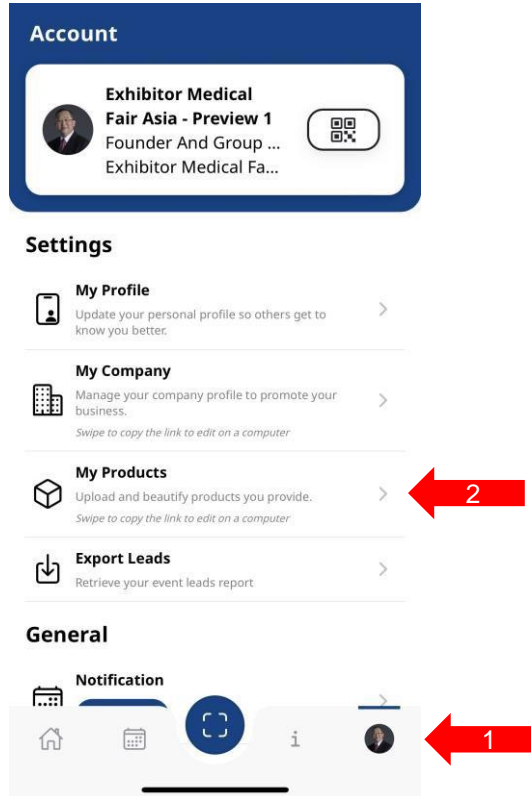 Account
Exhibitor Medical
Fair Asia - Preview 1
Founder And Group ...
Exhibitor Medical Fa...
Settings
My Profile
Update your personal profile so others get to
know you better.
My Company
Manage your company profile to promote your
business.
Swipe to copy the link to edit on a computer
My Products
Upload and beautify products you provide.
Swipe to copy the link to edit on a computer
2
Export Leads
Retrieve your event leads report
General
Notification
i
1